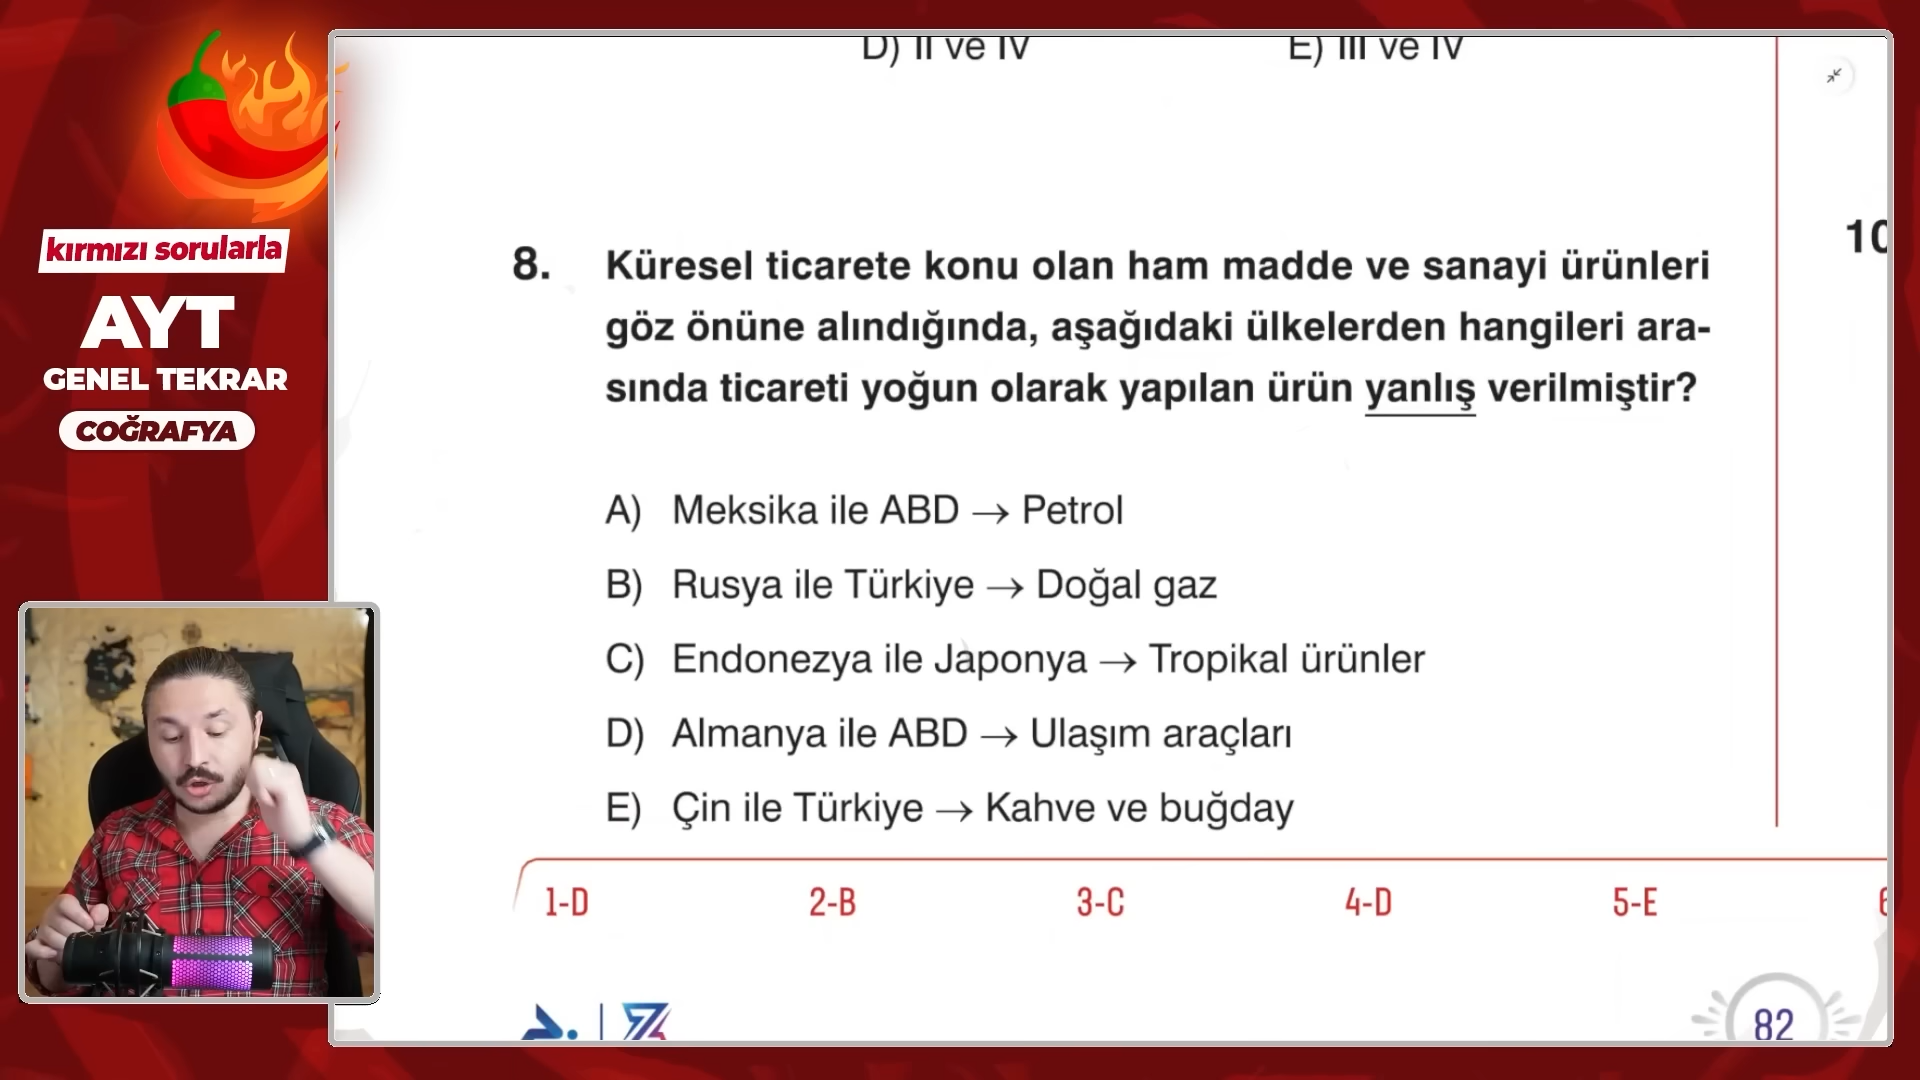 kırmızı sorularla
AYT
GENEL TEKRAR
COĞRAFYA
D) II ve IV E) III ve IV
8. Küresel ticarete konu olan ham madde ve sanayi ürünleri
göz önüne alındığında, aşağıdaki ülkelerden hangileri ara-
sında ticareti yoğun olarak yapılan ürün yanlış verilmiştir?
A) Meksika ile ABD → Petrol
B) Rusya ile Türkiye → Doğal gaz
C) Endonezya ile Japonya → Tropikal ürünler
D) Almanya ile ABD → Ulaşım araçları
E) Çin ile Türkiye → Kahve ve buğday
1-D 2-B 3-C 4-D 5-E
82